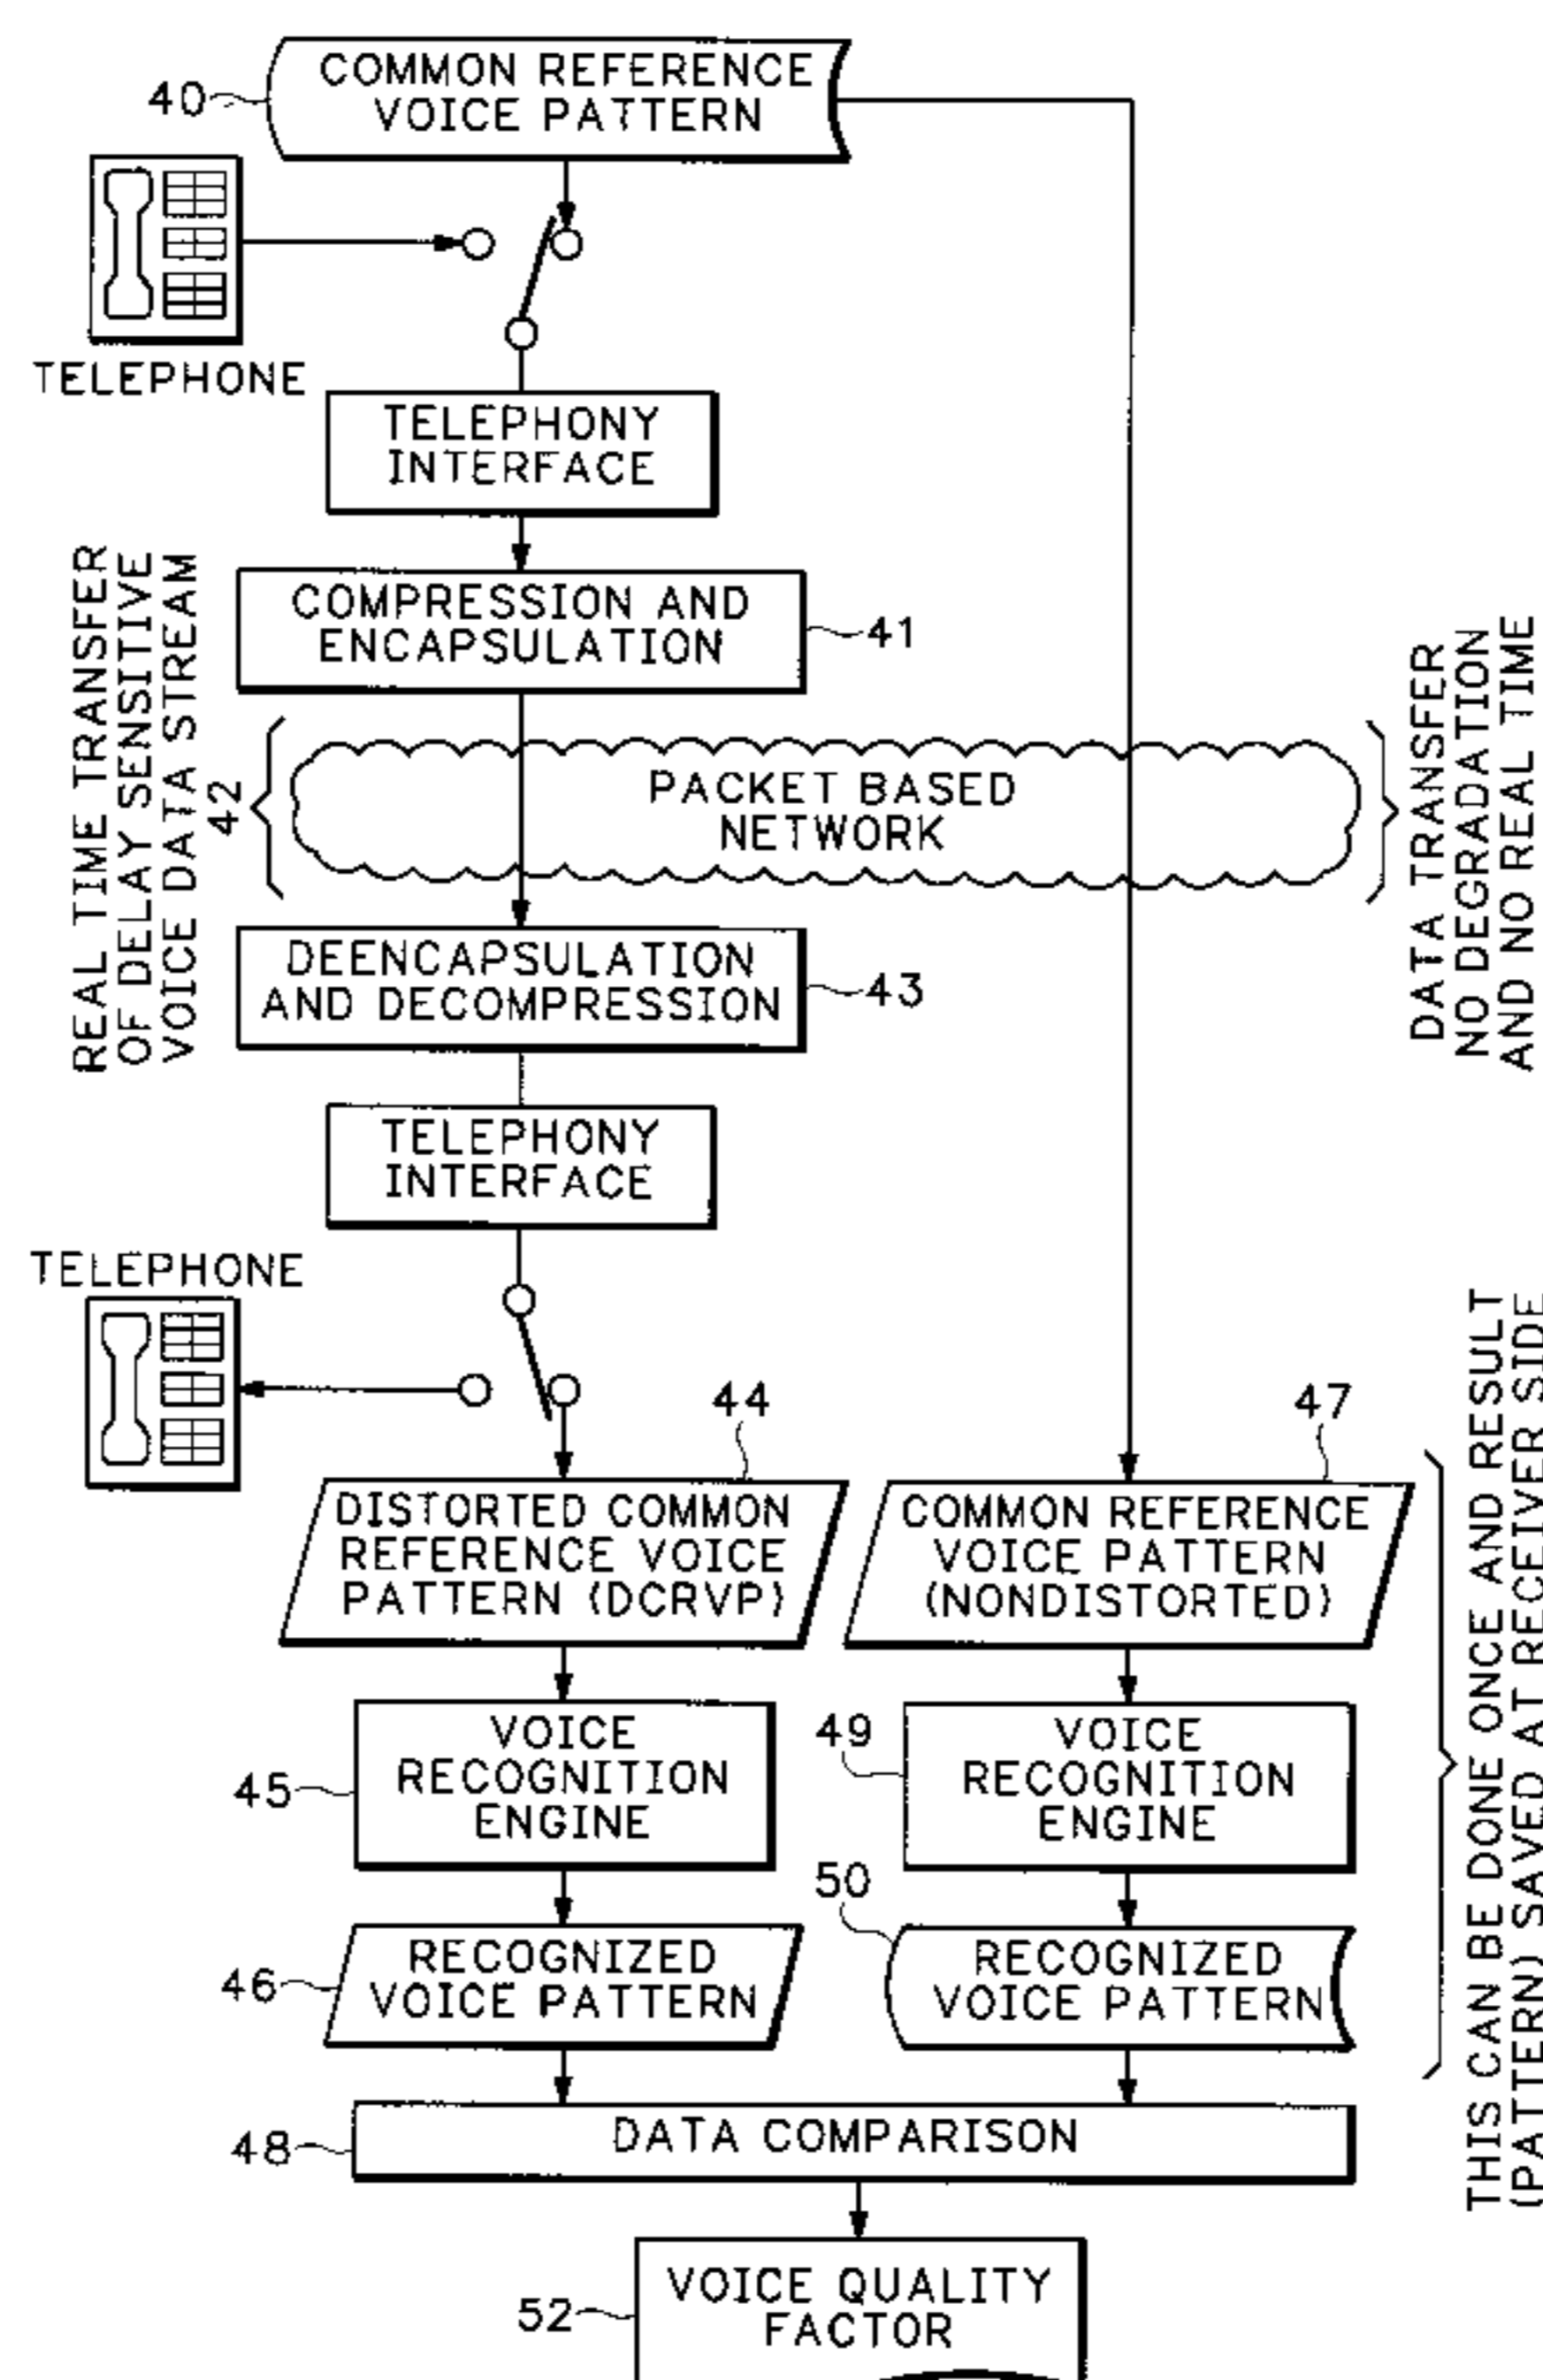 COMMON REFERENCE
VOICE PATTERN
40
TELEPHONE
TELEPHONY
INTERFACE
COMPRESSION AND
ENCAPSULATION
41
REAL TIME TRANSFER
OF DELAY SENSITIVE
VOICE DATA STREAM
42
PACKET BASED
NETWORK
DATA TRANSFER
NO DEGRADATION
AND NO REAL TIME
DEENCAPSULATION
AND DECOMPRESSION
43
TELEPHONY
INTERFACE
TELEPHONE
44
DISTORTED COMMON
REFERENCE VOICE
PATTERN (DCRVP)
47
COMMON REFERENCE
VOICE PATTERN
(NONDISTORTED)
45
VOICE
RECOGNITION
ENGINE
49
VOICE
RECOGNITION
ENGINE
46
RECOGNIZED
VOICE PATTERN
50
RECOGNIZED
VOICE PATTERN
THIS CAN BE DONE ONCE AND RESULT
(PATTERN) SAVED AT RECEIVER SIDE
48
DATA COMPARISON
52
VOICE QUALITY
FACTOR